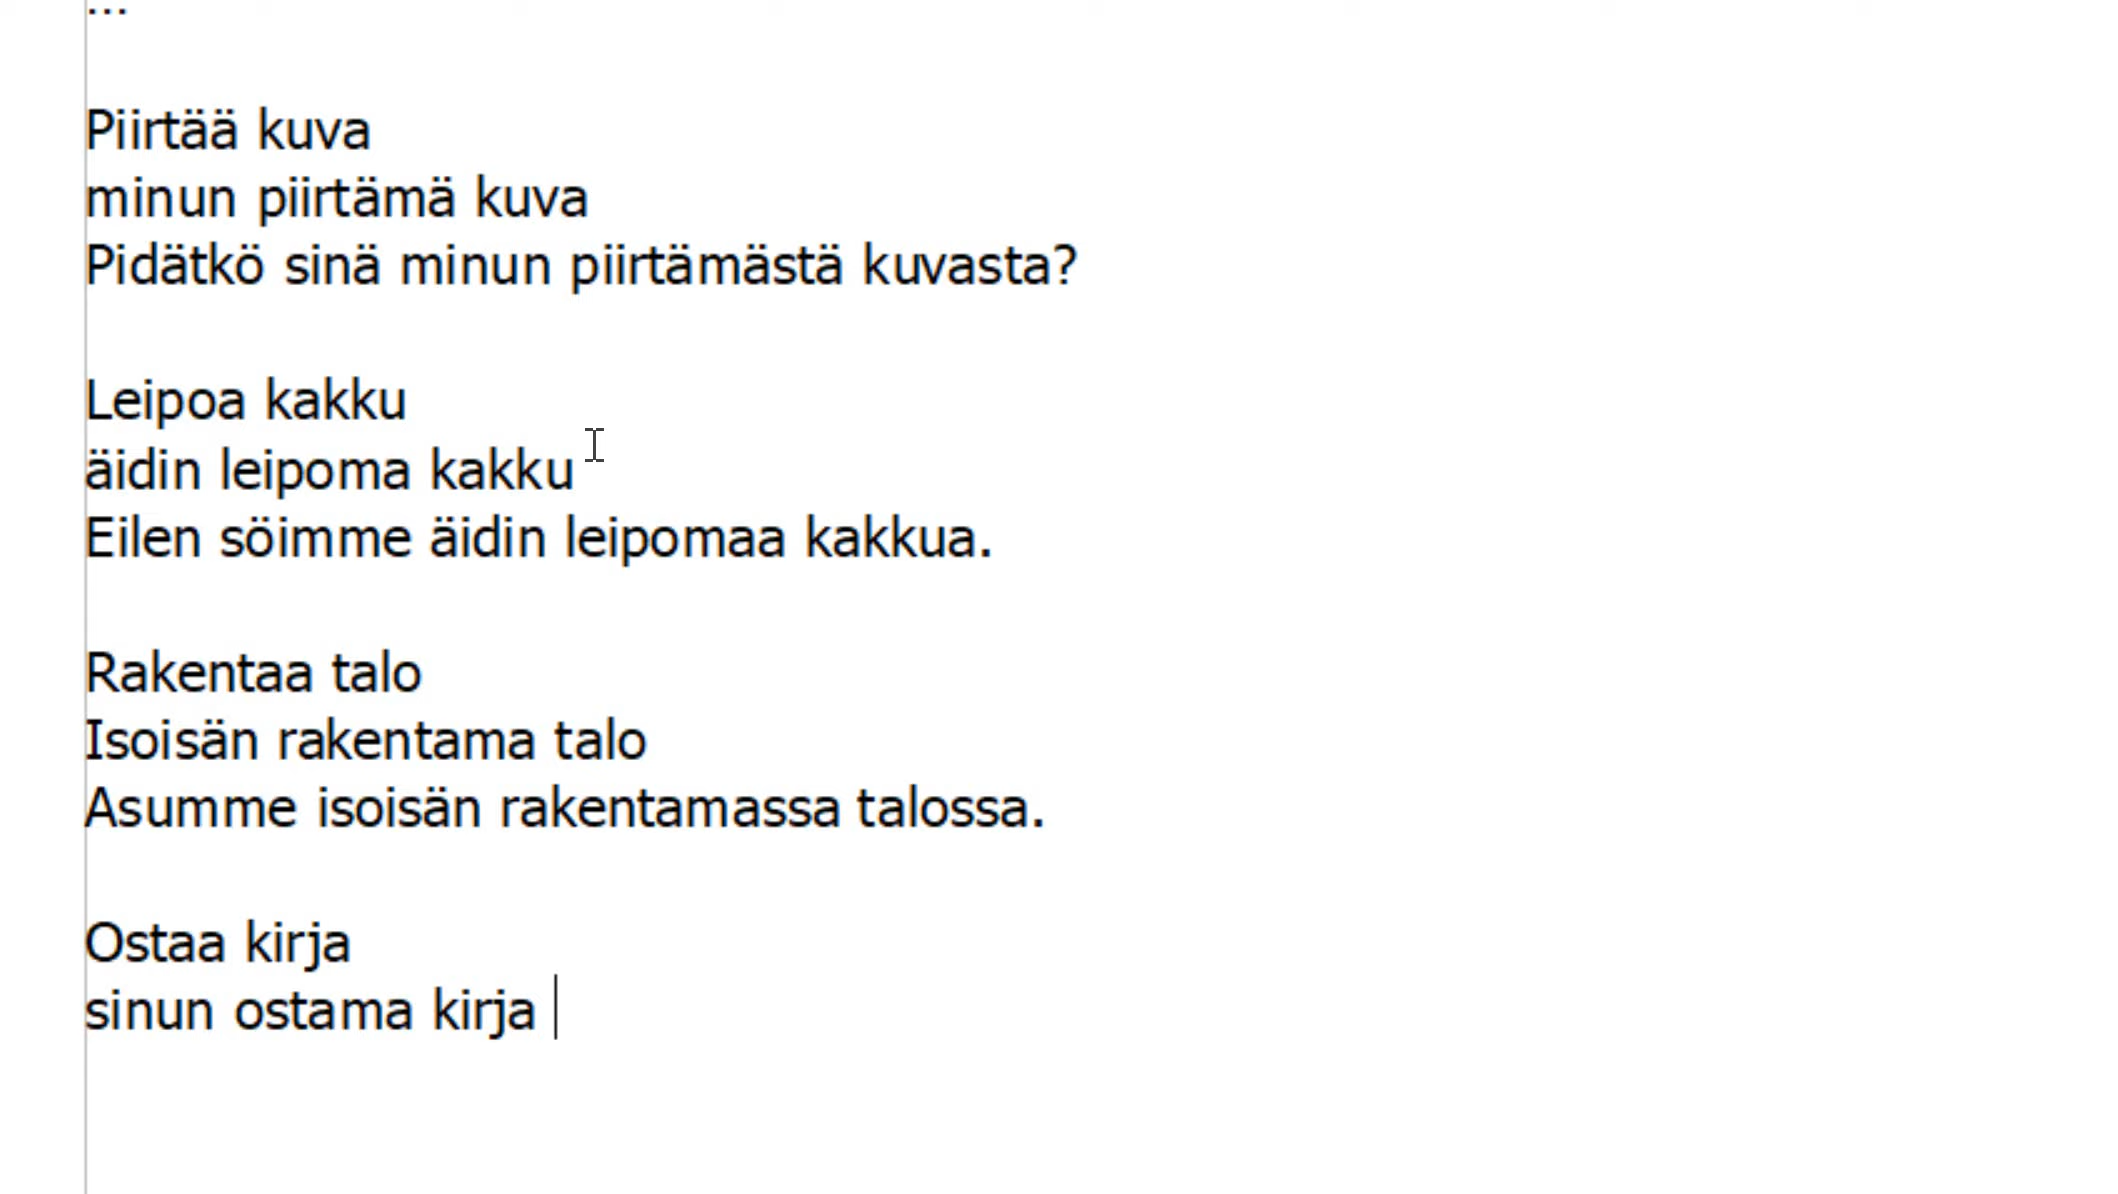 ...
Piirtää kuva
minun piirtämä kuva
Pidätkö sinä minun piirtämästä kuvasta?
Leipoa kakku
äidin leipoma kakku
Eilen söimme äidin leipomaa kakkua.
Rakentaa talo
Isoisän rakentama talo
Asumme isoisän rakentamassa talossa.
Ostaa kirja
sinun ostama kirja